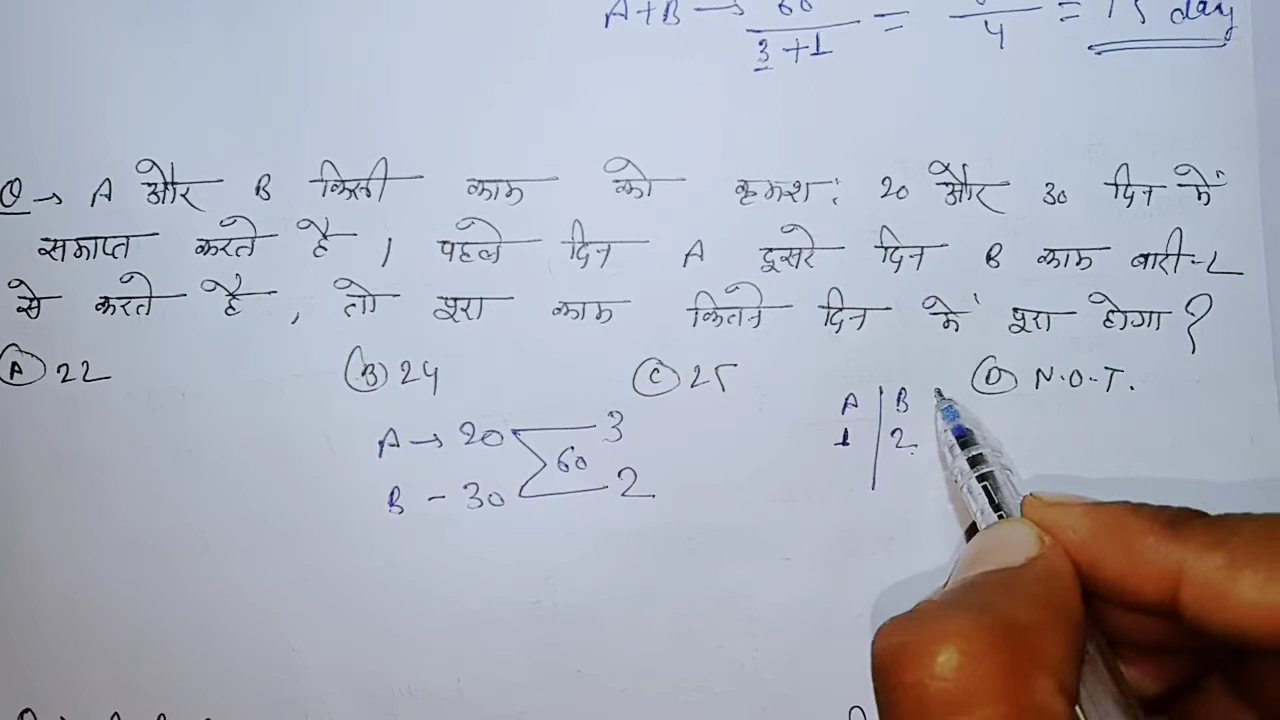 A+B → 60/3+1 = /4 = 15 day
Q → A और B किसी काम को क्रमशः 20 और 30 दिन में
समाप्त करते है । पहले दिन A दूसरे दिन B काम बारी-2
से करते है , तो पूरा काम कितने दिन में पूरा होगा ?
(A) 22 (B) 24 (C) 25 (D) N.O.T.
A | B
A → 20 60 3 1 | 2
B - 30 2